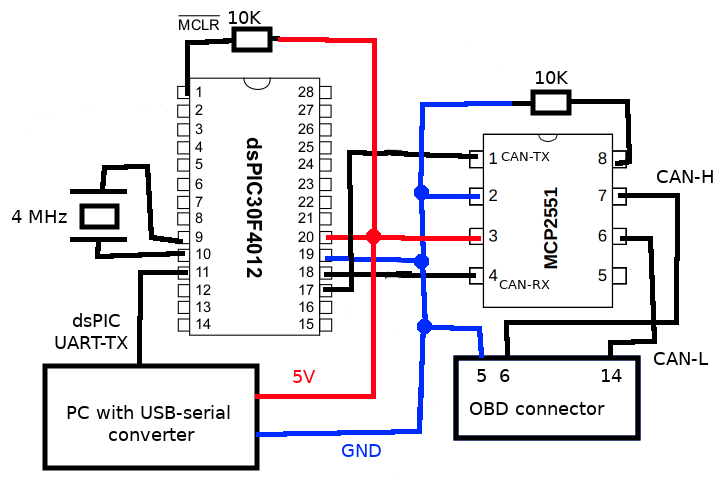 MCLR 10K
1 28
2 27
3 26
4 25
5 24
6 23
7 22
8 21
9 20
10 19
11 18
12 17
13 16
14 15
dsPIC30F4012
4 MHz
dsPIC
UART-TX
PC with USB-serial
converter
5V
GND
10K
1 CAN-TX 8
2 7
3 6
4 CAN-RX 5
MCP2551
CAN-H
CAN-L
5 6 14
OBD connector